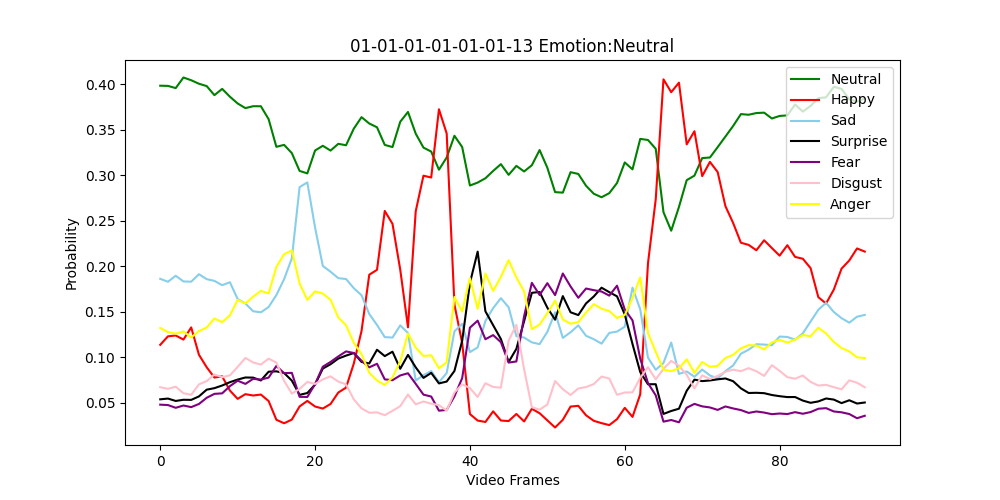 01-01-01-01-01-01-13 Emotion:Neutral
Probability
0.40
0.35
0.30
0.25
0.20
0.15
0.10
0.05
0 20 40 60 80
Video Frames
Neutral
Happy
Sad
Surprise
Fear
Disgust
Anger